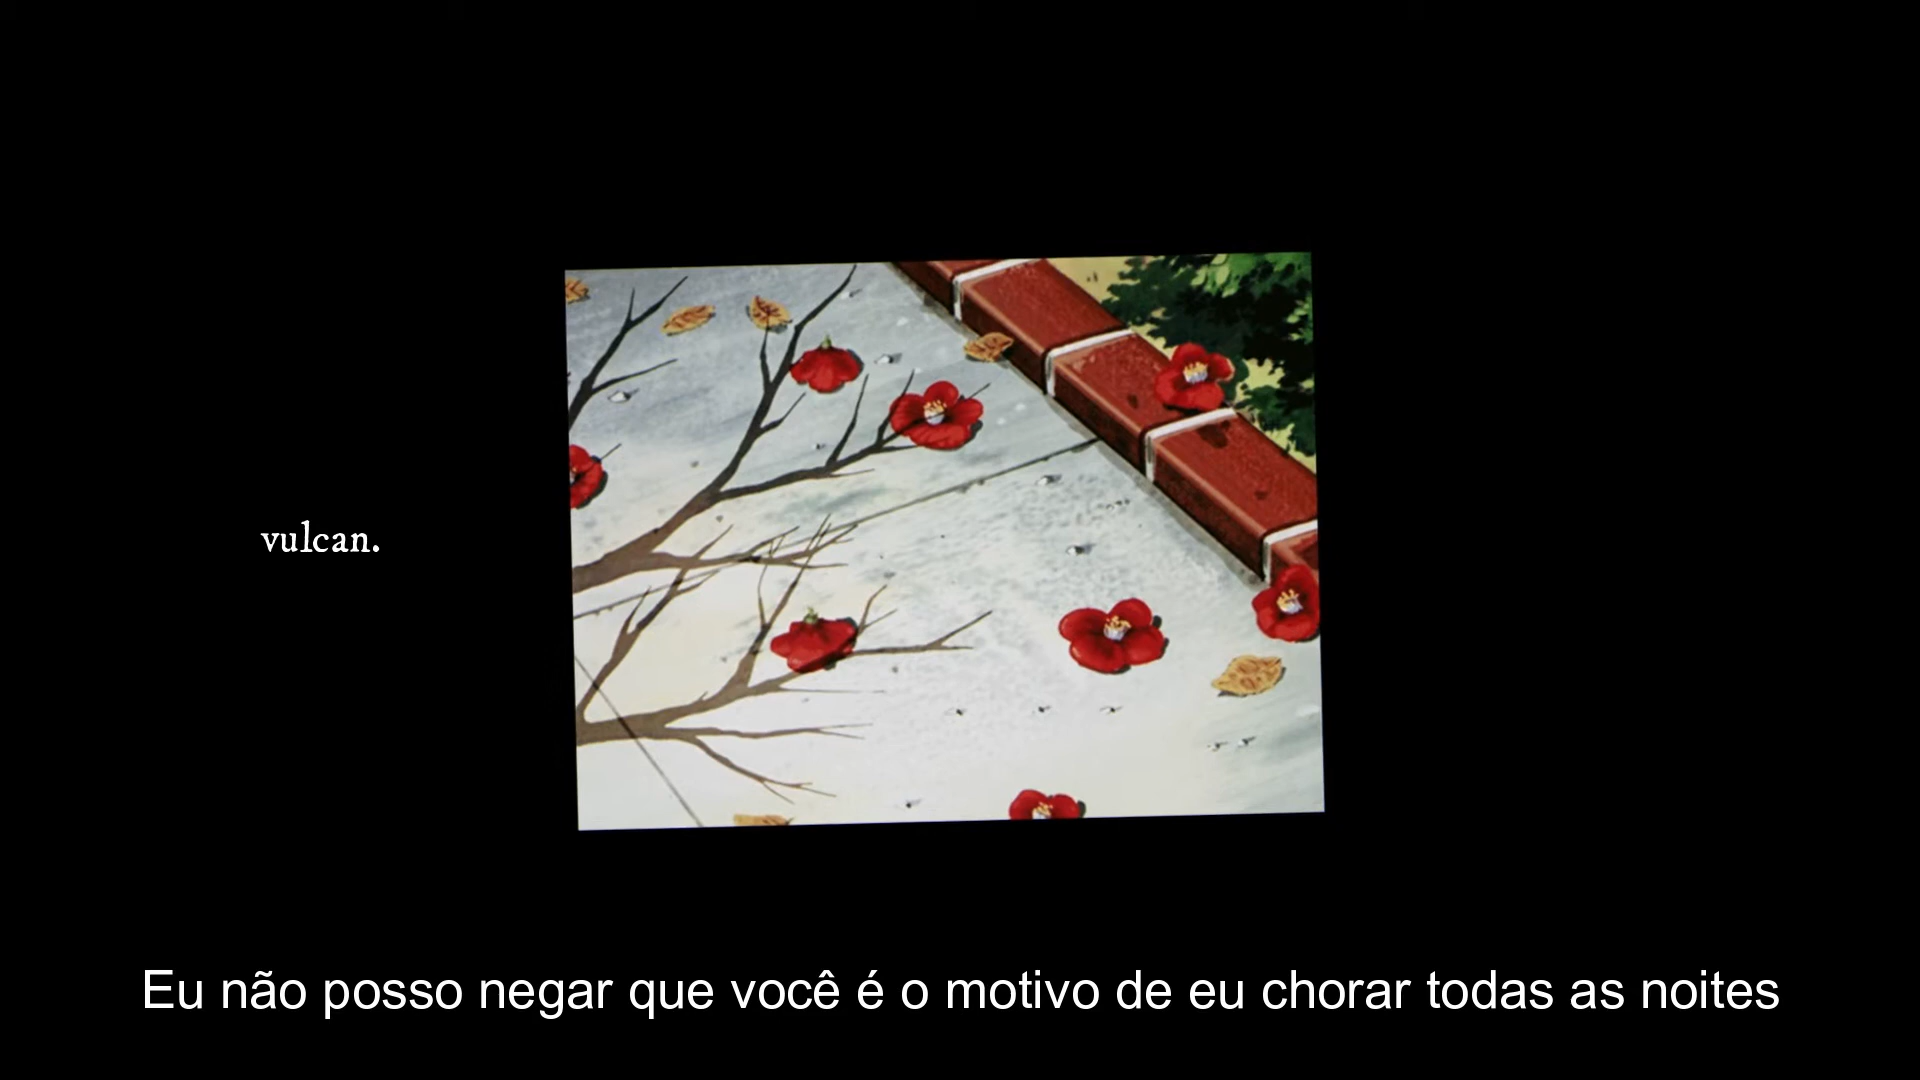 vulcan.
Eu não posso negar que você é o motivo de eu chorar todas as noites